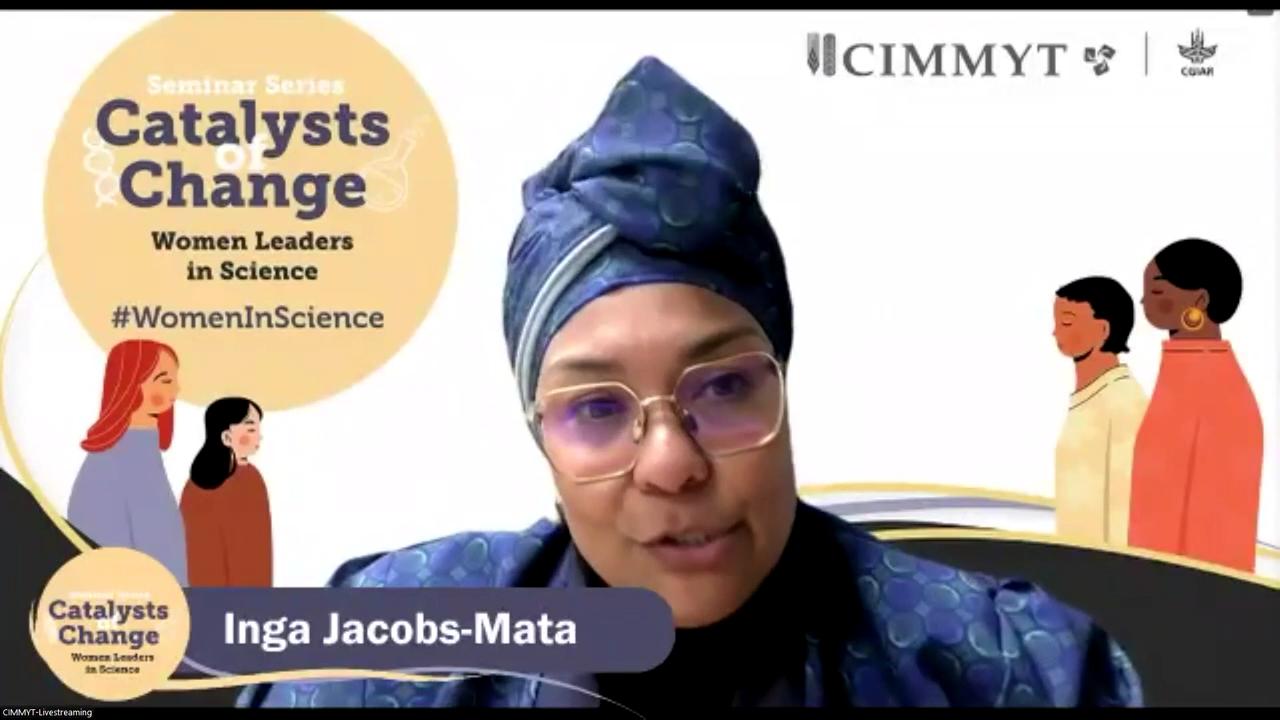 Seminar Series
Catalysts
of
Change
Women Leaders
in Science
#WomenInScience
CIMMYT
CGIAR
Catalysts
Change
Women Leaders
in Science
Inga Jacobs-Mata
CIMMYT-Livestreaming